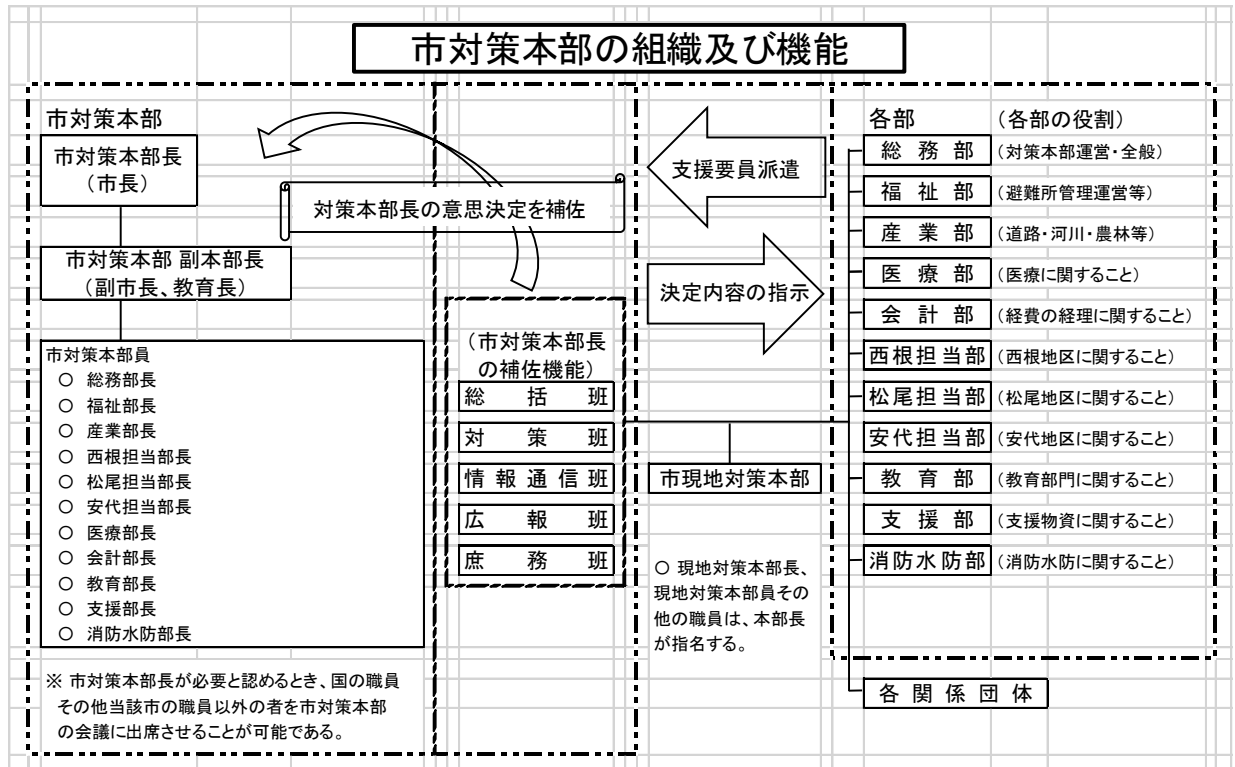 市対策本部の組織及び機能
市対策本部
市対策本部長
(市長)
市対策本部 副本部長
(副市長、教育長)
市対策本部員
○ 総務部長
○ 福祉部長
○ 産業部長
○ 西根担当部長
○ 松尾担当部長
○ 安代担当部長
○ 医療部長
○ 会計部長
○ 教育部長
○ 支援部長
○ 消防水防部長
※ 市対策本部長が必要と認めるとき、国の職員
その他当該市の職員以外の者を市対策本部
の会議に出席させることが可能である。
対策本部長の意思決定を補佐
(市対策本部長
の補佐機能)
総括班
対策班
情報通信班
広報班
庶務班
支援要員派遣
決定内容の指示
市現地対策本部
○ 現地対策本部長、
現地対策本部員その
他の職員は、本部長
が指名する。
各部 (各部の役割)
総務部 (対策本部運営・全般)
福祉部 (避難所管理運営等)
産業部 (道路・河川・農林等)
医療部 (医療に関すること)
会計部 (経費の経理に関すること)
西根担当部 (西根地区に関すること)
松尾担当部 (松尾地区に関すること)
安代担当部 (安代地区に関すること)
教育部 (教育部門に関すること)
支援部 (支援物資に関すること)
消防水防部 (消防水防に関すること)
各関係団体